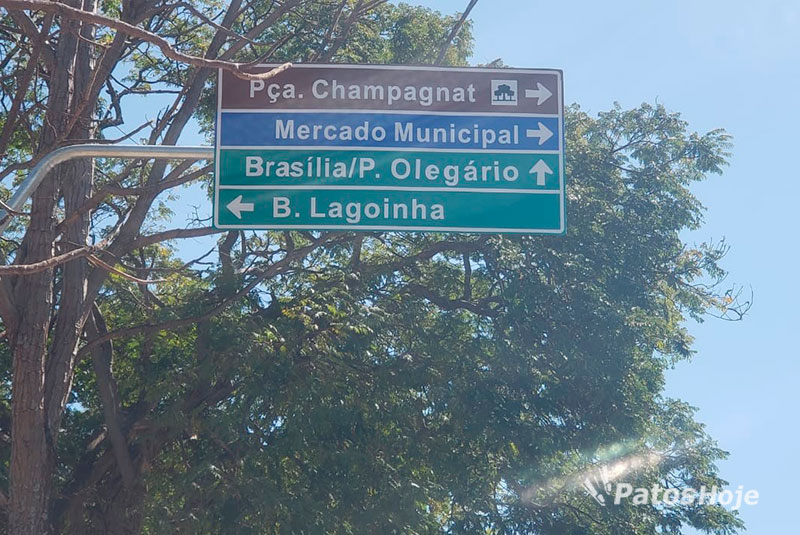 Pça. Champagnat
Mercado Municipal
Brasília/P. Olegário
B. Lagoinha
PatosHoje